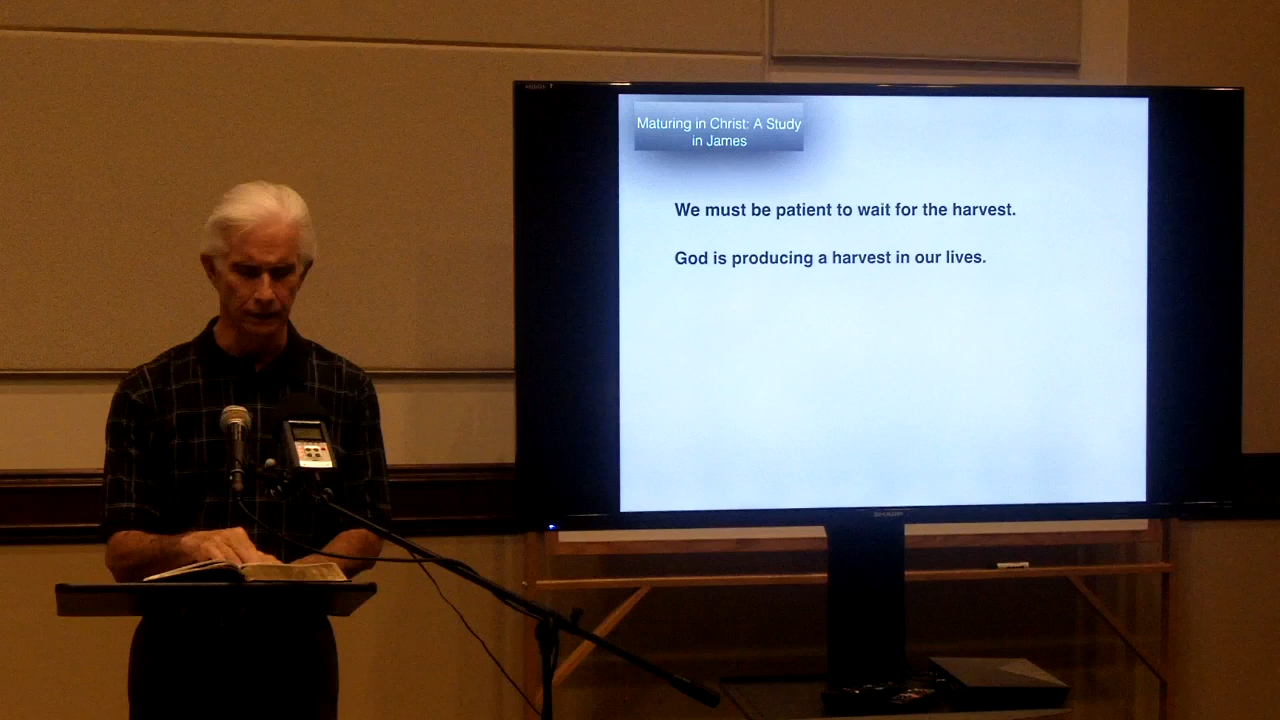 Maturing in Christ: A Study
in James
We must be patient to wait for the harvest.
God is producing a harvest in our lives.
SHARP